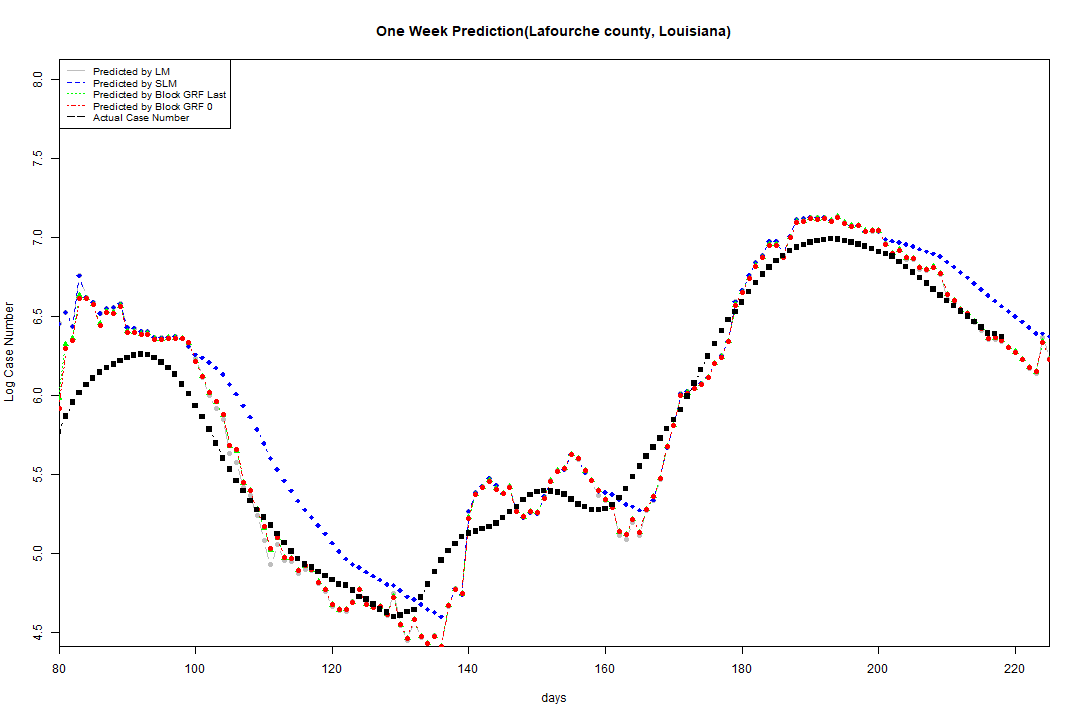 One Week Prediction(Lafourche county, Louisiana)
Predicted by LM
Predicted by SLM
Predicted by Block GRF Last
Predicted by Block GRF 0
Actual Case Number
Log Case Number
8.0
7.5
7.0
6.5
6.0
5.5
5.0
4.5
80 100 120 140 160 180 200 220
days